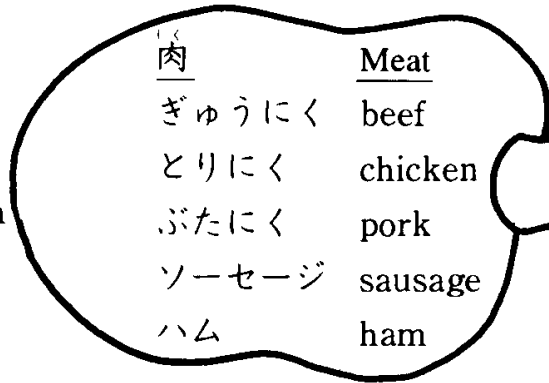 肉 Meat
ぎゅうにく beef
とりにく chicken
ぶたにく pork
ソーセージ sausage
ハム ham